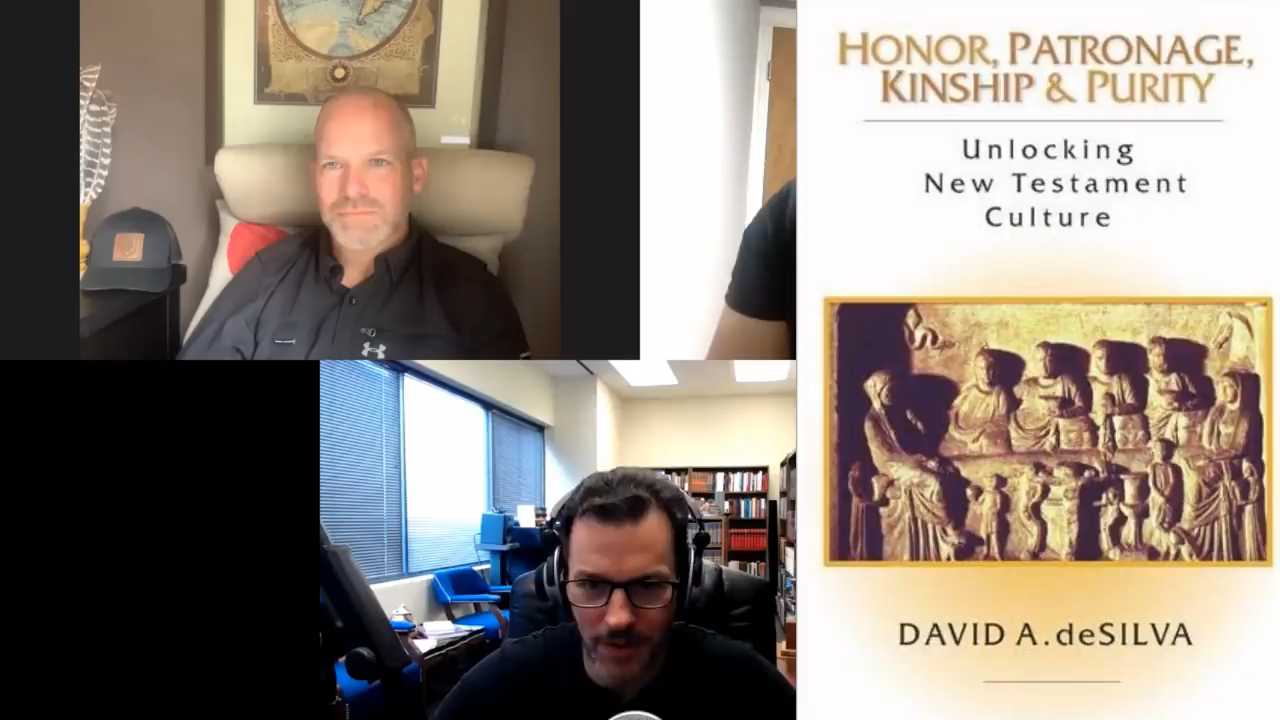 HONOR, PATRONAGE,
KINSHIP & PURITY
Unlocking
New Testament
Culture
DAVID A. deSILVA